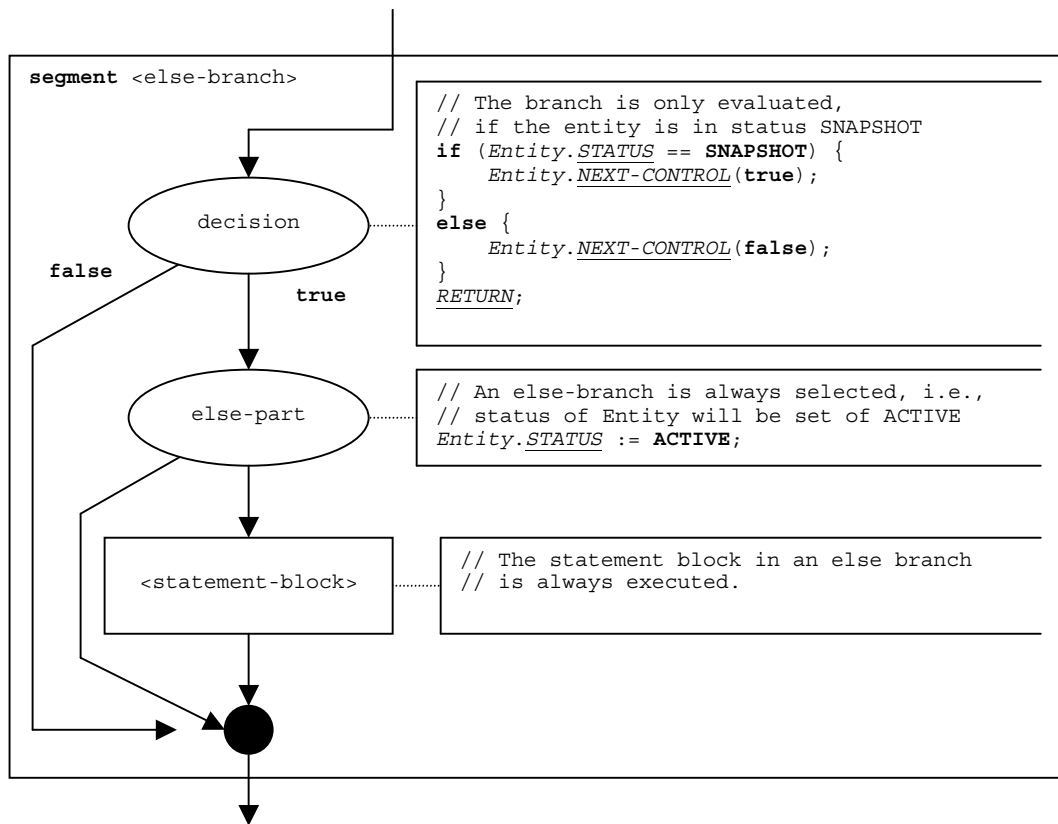 segment <else-branch>
// The branch is only evaluated,
// if the entity is in status SNAPSHOT
if (Entity.STATUS == SNAPSHOT) {
Entity.NEXT-CONTROL(true);
}
else {
Entity.NEXT-CONTROL(false);
}
RETURN;
decision
false
true
else-part
// An else-branch is always selected, i.e.,
// status of Entity will be set of ACTIVE
Entity.STATUS := ACTIVE;
<statement-block>
// The statement block in an else branch
// is always executed.